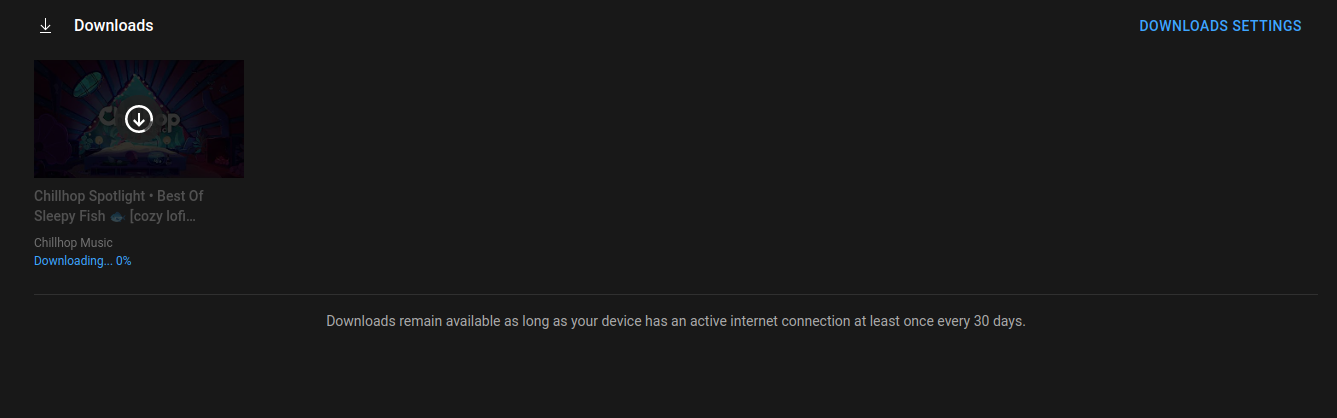 Downloads
DOWNLOADS SETTINGS
Chillhop
Chillhop Spotlight • Best Of
Sleepy Fish 🐟 [cozy lofi...
Chillhop Music
Downloading... 0%
Downloads remain available as long as your device has an active internet connection at least once every 30 days.